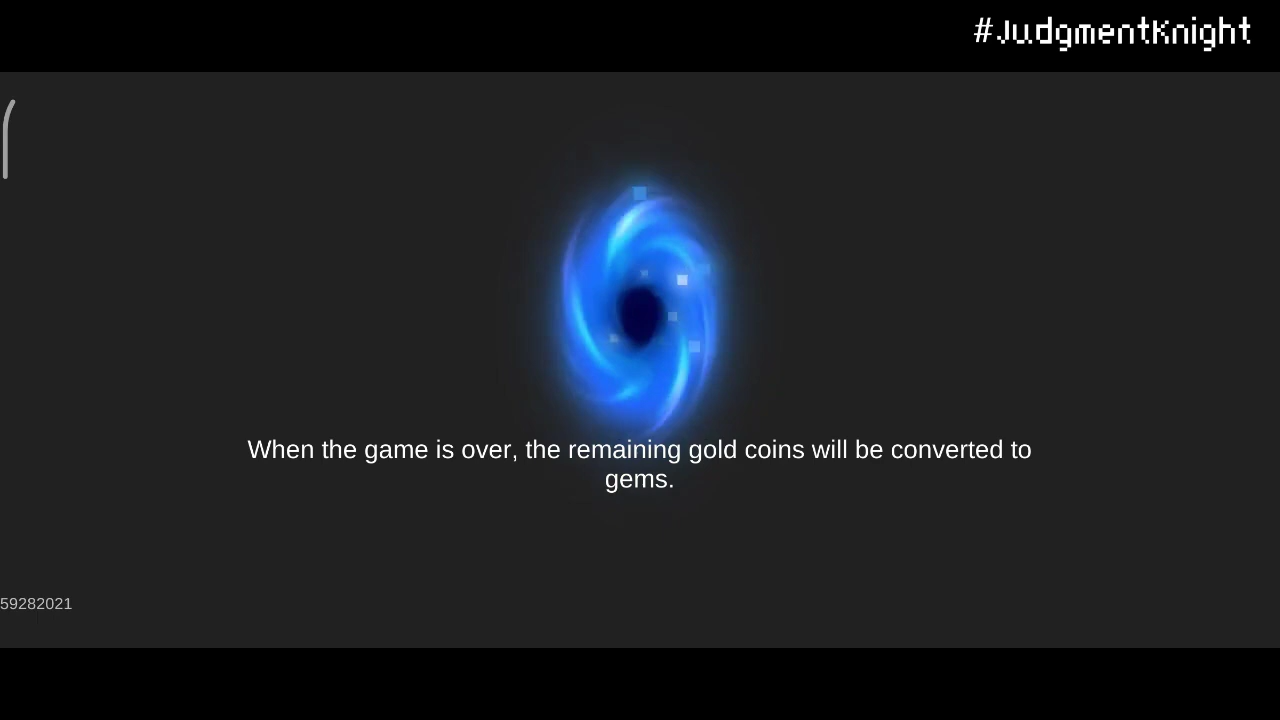 #JudgmentKnight
When the game is over, the remaining gold coins will be converted to
gems.
59282021